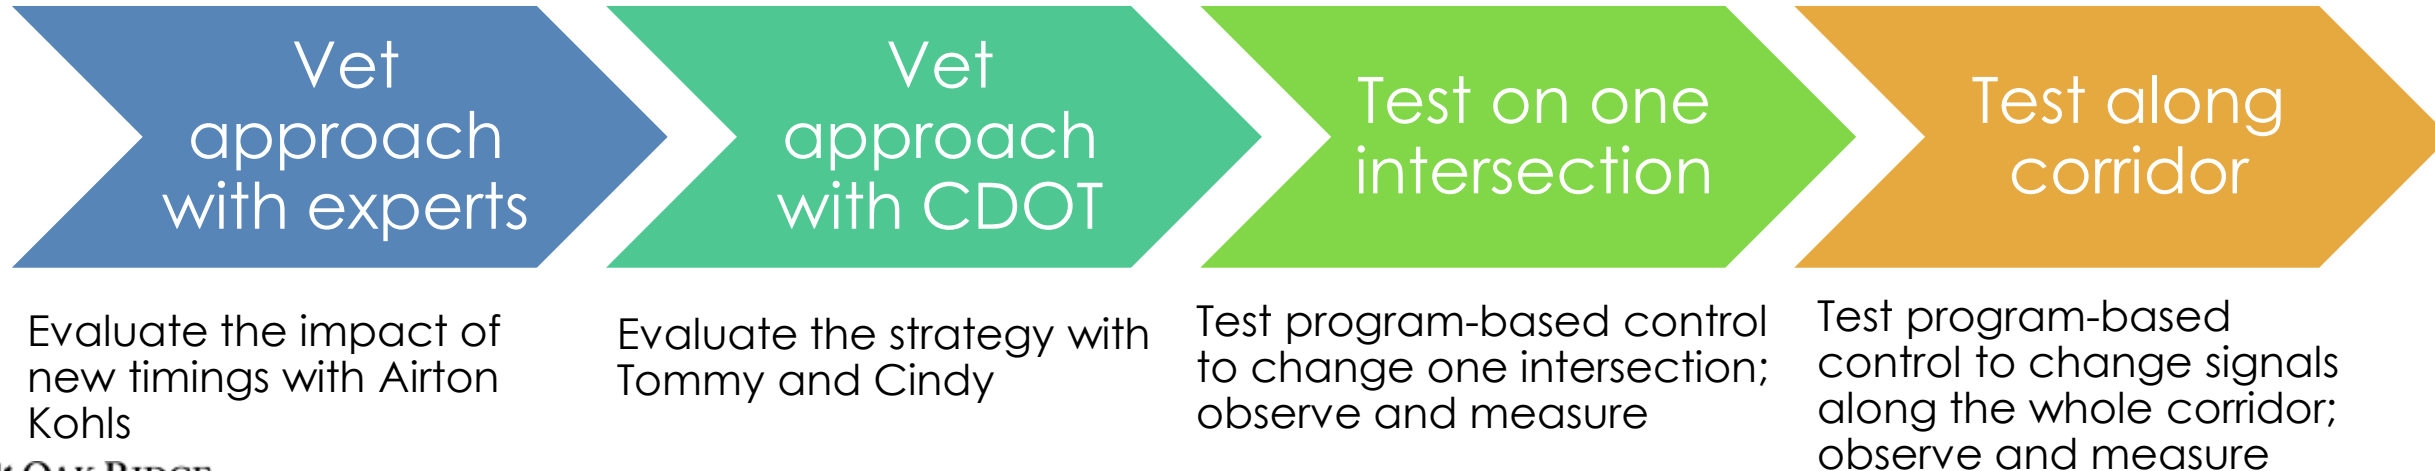 Vet
approach
with experts
Vet
approach
with CDOT
Test on one
intersection
Test along
corridor
Evaluate the impact of
new timings with Airton
Kohls
Evaluate the strategy with
Tommy and Cindy
Test program-based control
to change one intersection;
observe and measure
Test program-based
control to change signals
along the whole corridor;
observe and measure
OAK RIDGE